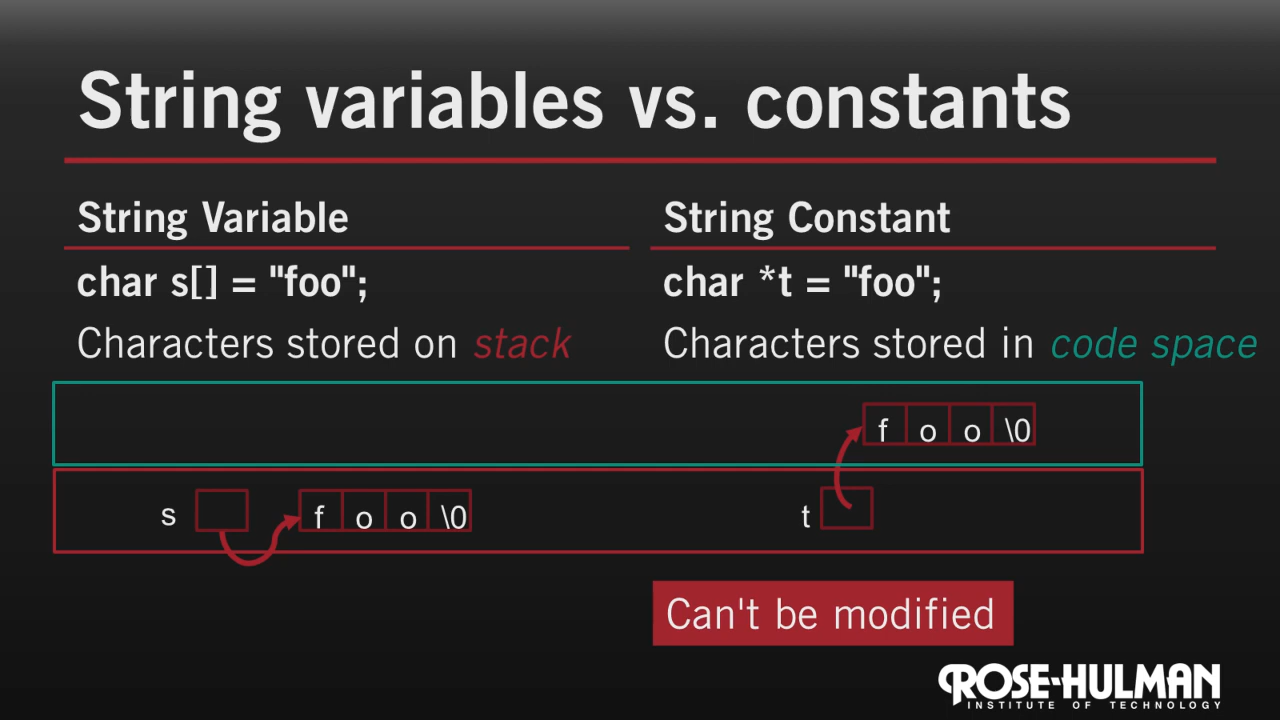 String variables vs. constants
String Variable
char s[] = "foo";
Characters stored on stack
String Constant
char *t = "foo";
Characters stored in code space
f o o \0
s f o o \0
t
Can't be modified
ROSE-HULMAN
INSTITUTE OF TECHNOLOGY